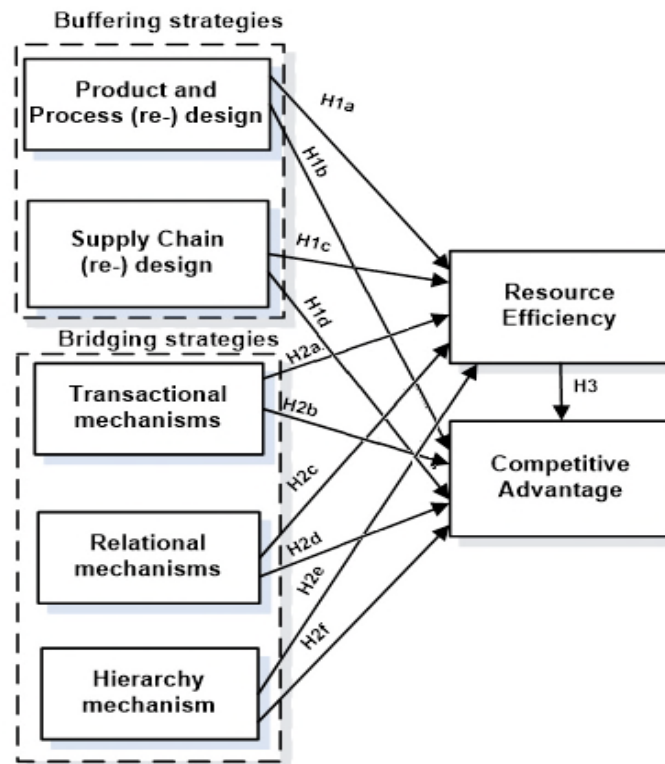 Buffering strategies
Product and
Process (re-) design
H1a
H1b
Supply Chain
(re-) design
H1c
H1d
Resource
Efficiency
Bridging strategies
H2a.
Transactional
mechanisms
H2b
H3
Competitive
Advantage
H2c
Relational
mechanisms
H2d
H2e
Hierarchy
mechanism
H2f